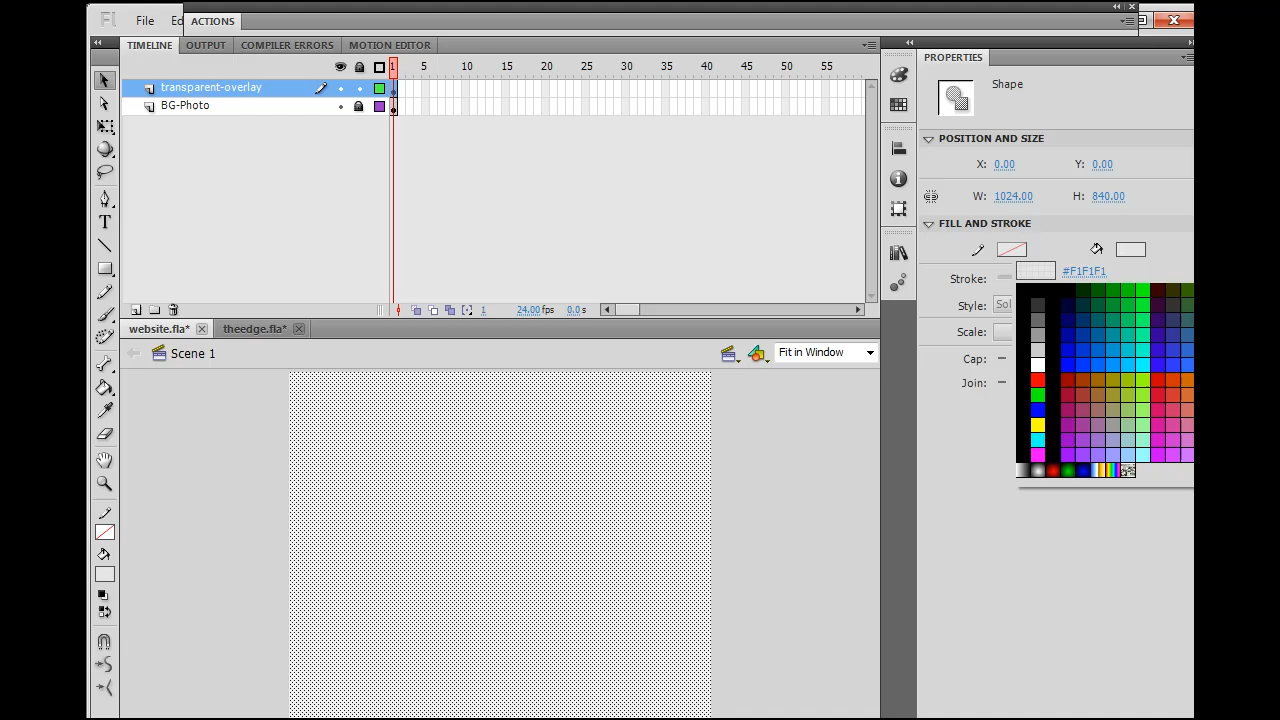 Fl File Ed
ACTIONS
TIMELINE OUTPUT COMPILER ERRORS MOTION EDITOR
PROPERTIES
1 5 10 15 20 25 30 35 40 45 50 55
transparent-overlay
BG-Photo
Shape
POSITION AND SIZE
X: 0.00 Y: 0.00
W: 1024.00 H: 840.00
FILL AND STROKE
#F1F1F1
Stroke:
Style: Sol
Scale:
Cap:
Join:
1 24.00 fps 0.0 s
website.fla* theedge.fla*
Scene 1
Fit in Window
T